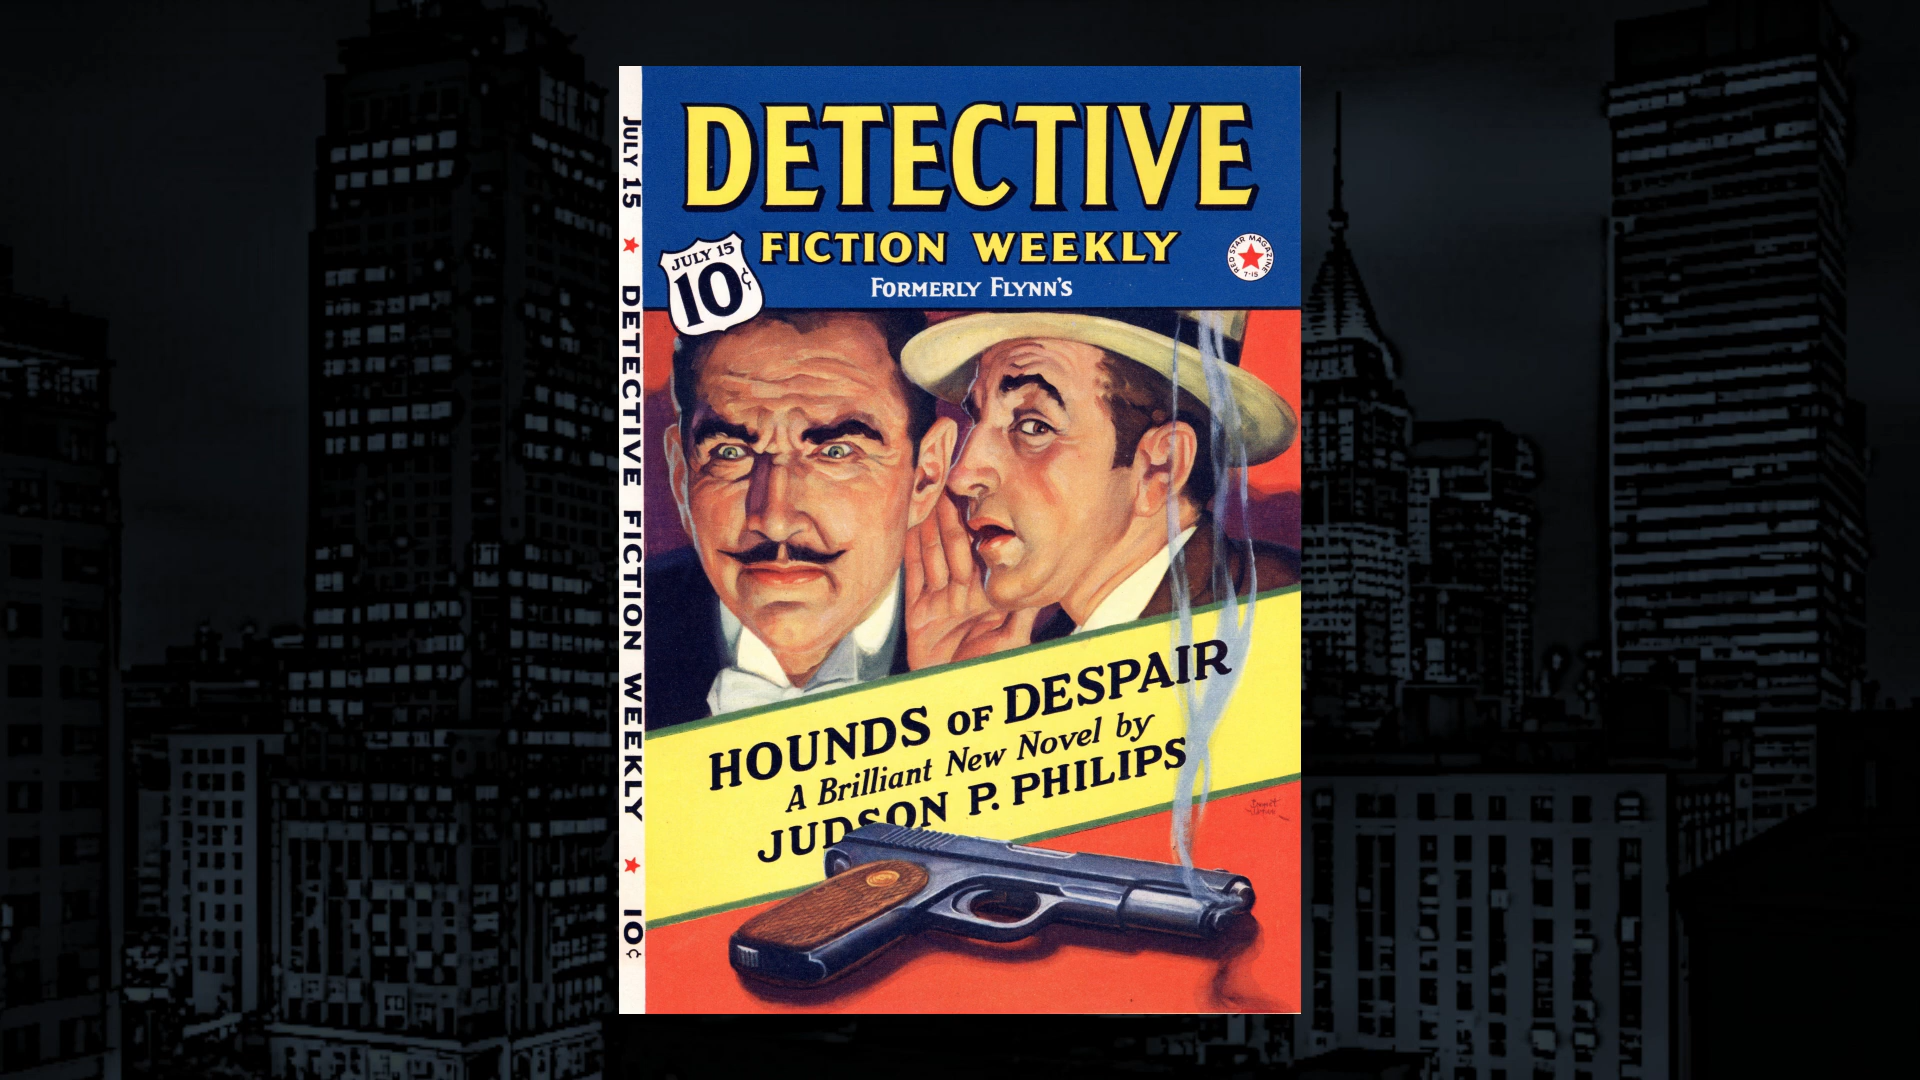 DETECTIVE
FICTION WEEKLY
FORMERLY FLYNN'S
JULY 15
10¢
RED STAR MAGAZINE
7-15
HOUNDS OF DESPAIR
A Brilliant New Novel by
JUDSON P. PHILIPS
JULY 15 ★ DETECTIVE FICTION WEEKLY ★ 10¢